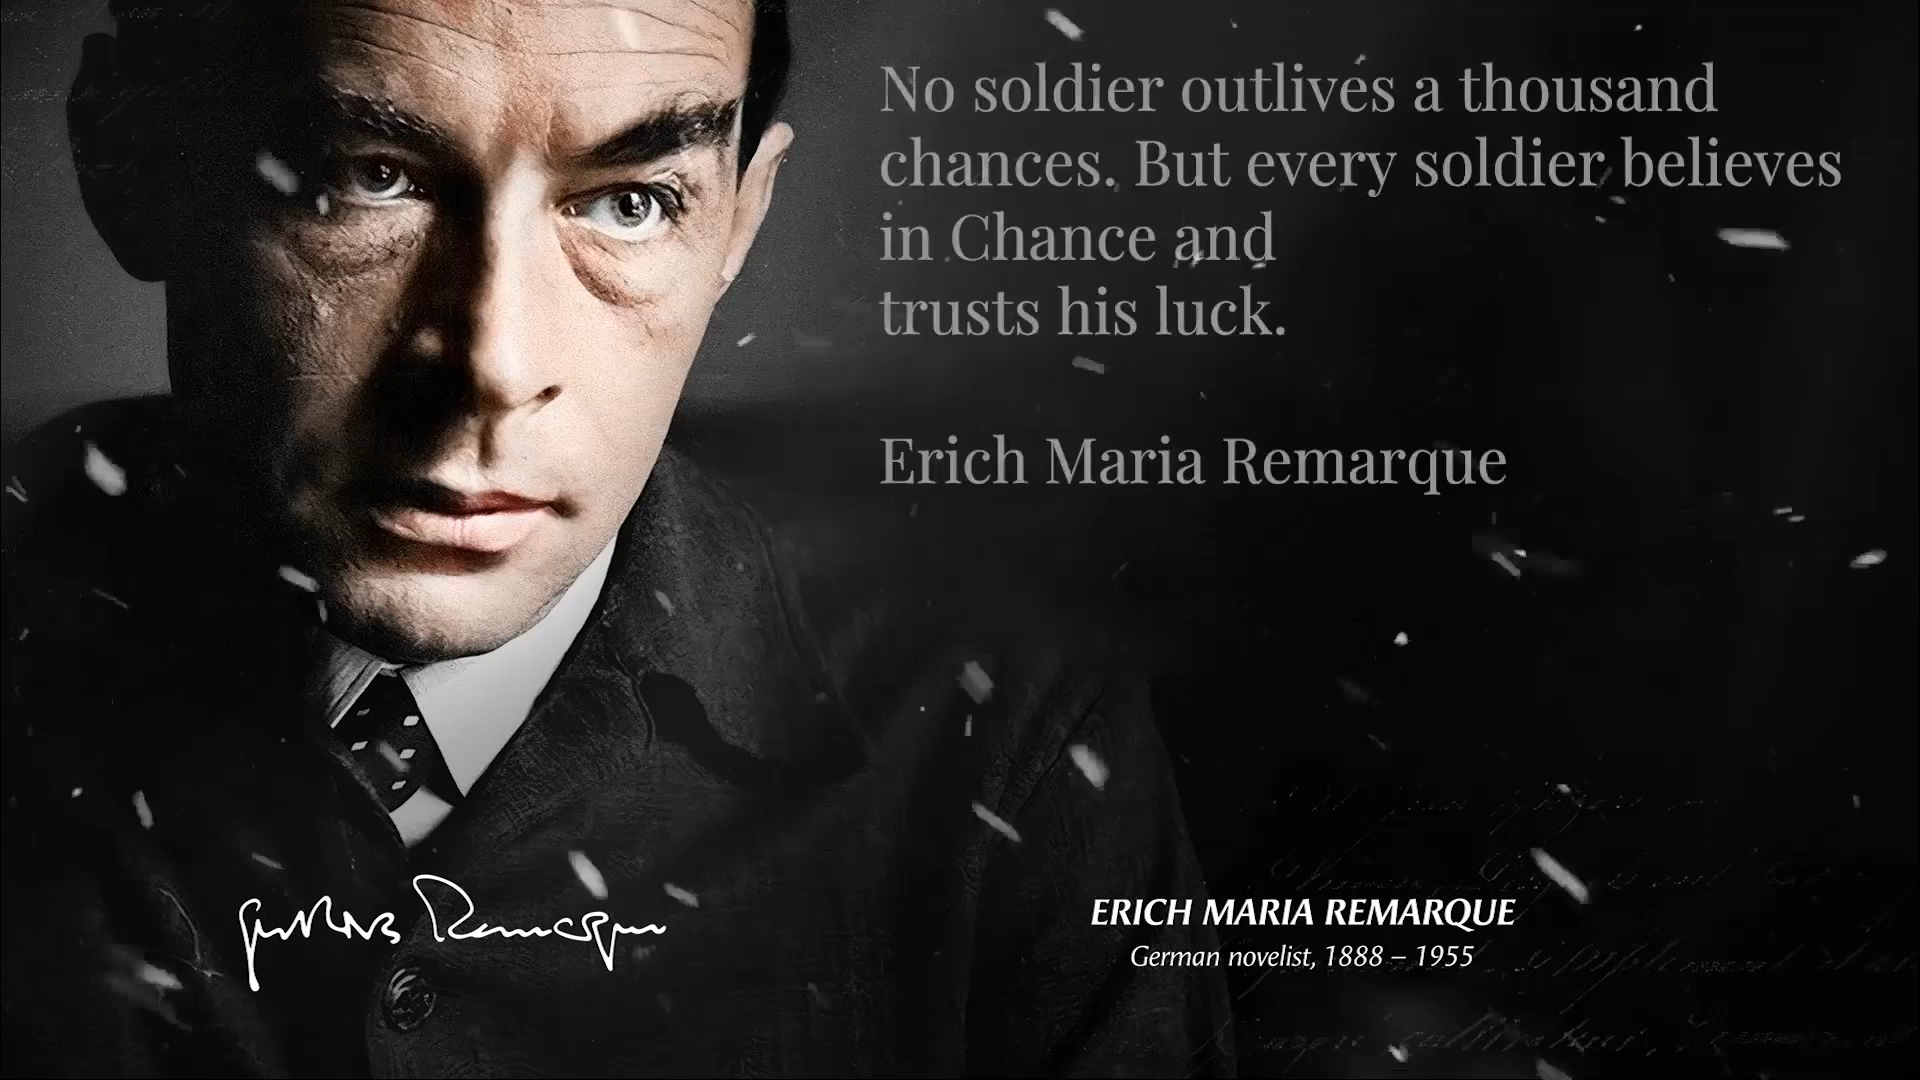 No soldier outlives a thousand
chances. But every soldier believes
in Chance and
trusts his luck.
Erich Maria Remarque
ERICH MARIA REMARQUE
German novelist, 1888 – 1955